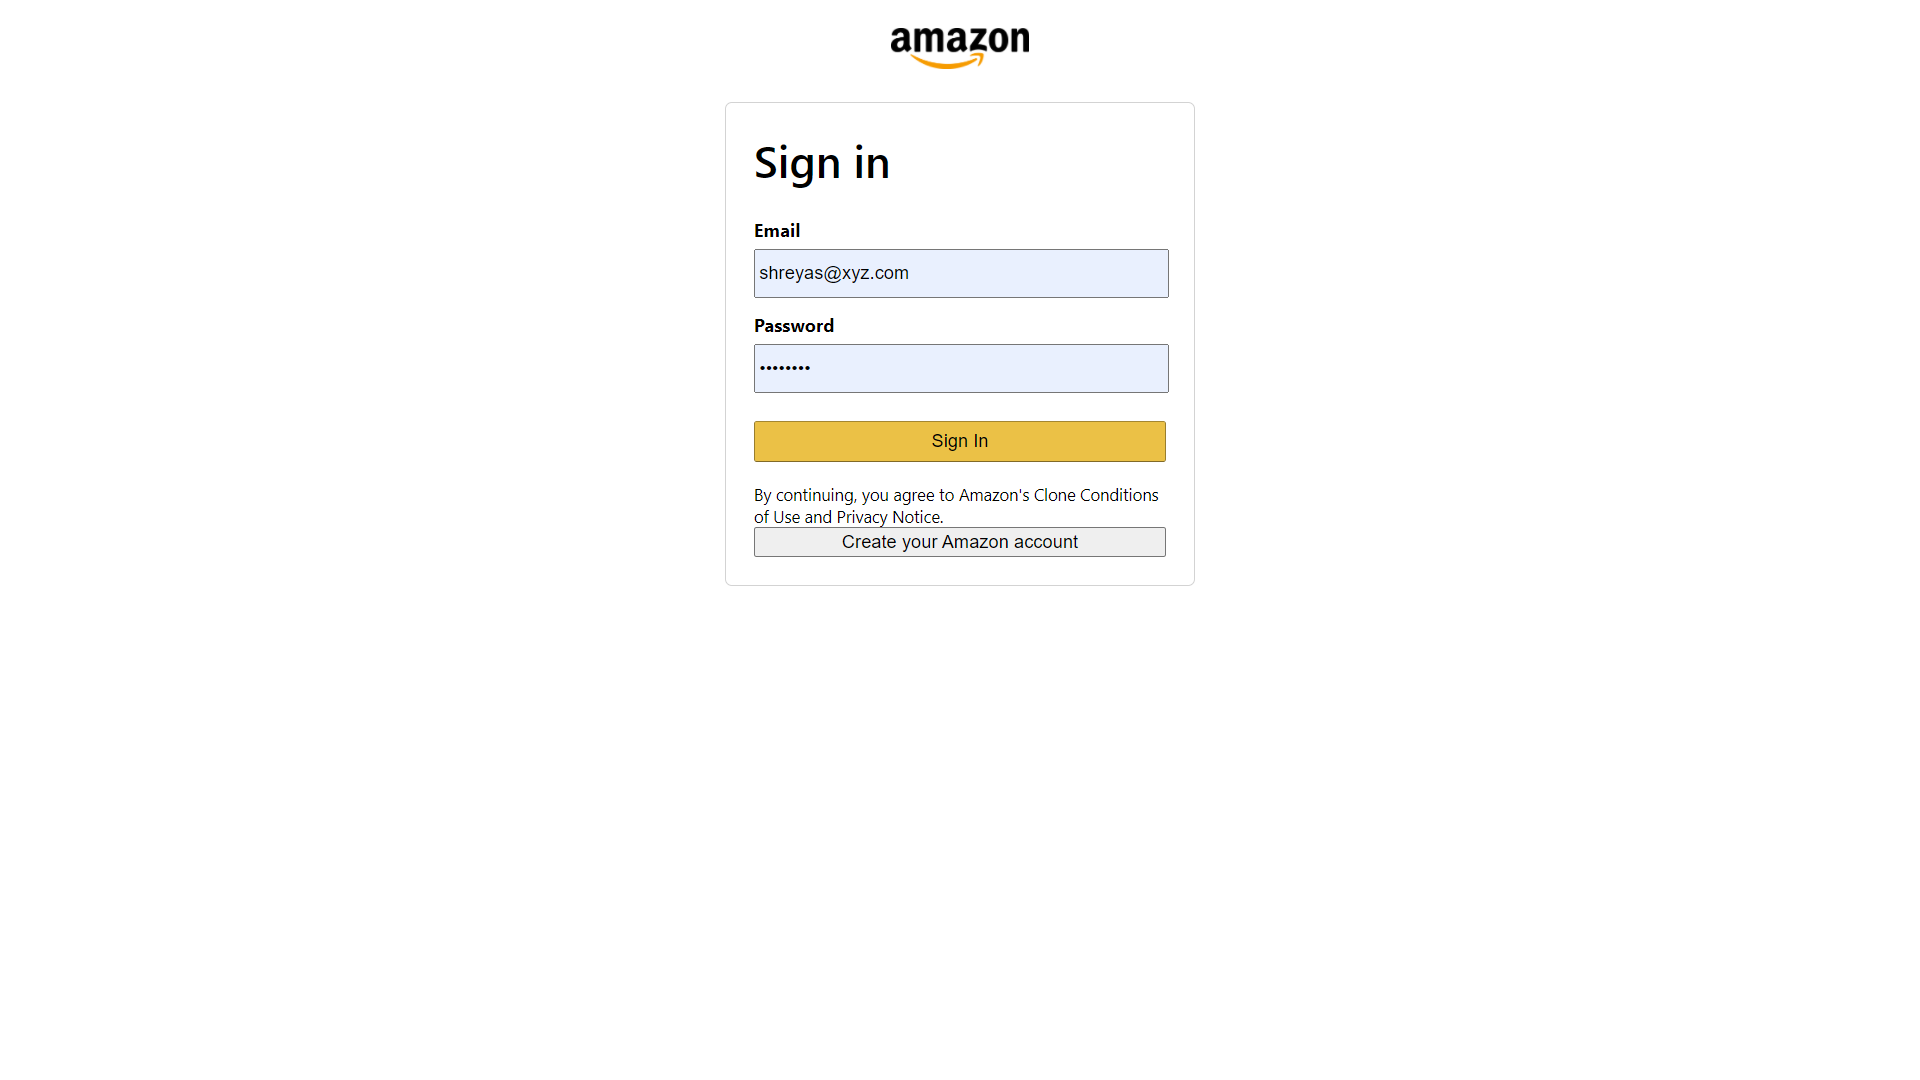 amazon
Sign in
Email
shreyas@xyz.com
Password
••••••••
Sign In
By continuing, you agree to Amazon's Clone Conditions
of Use and Privacy Notice.
Create your Amazon account